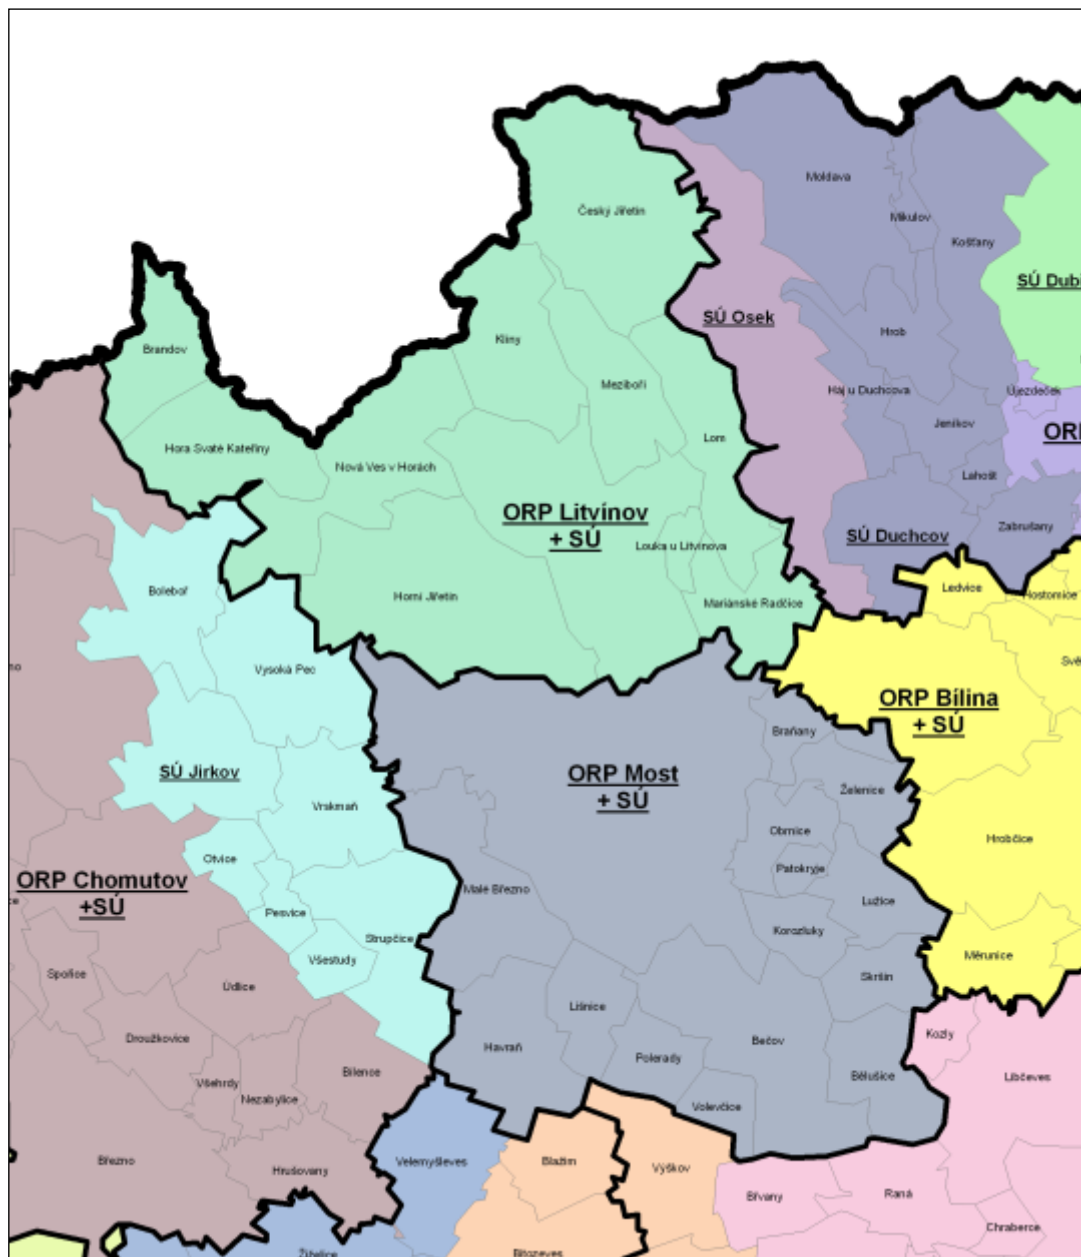 Moldava
Český Jiřetín
Mikulov
Košťany
SÚ Osek
Hrob
Klíny
Brandov
Meziboří
Háj u Duchcova
Újezdeček
Jeníkov
Lom
Hora Svaté Kateřiny
Nová Ves v Horách
Lahošť
ORP Litvínov
+ SÚ
Zabrušany
SÚ Duchcov
Louka u Litvínova
Boleboř
Horní Jiřetín
Mariánské Radčice
Ledvice
Hostomice
Vysoká Pec
ORP Bílina
+ SÚ
Braňany
SÚ Jirkov
ORP Most
+ SÚ
Želenice
Vrskmaň
Obrnice
Hrobčice
Otvice
Patokryje
ORP Chomutov
+SÚ
Malé Březno
Lužice
Pesvice
Strupčice
Korozluky
Všestudy
Měrunice
Spořice
Skršín
Údlice
Lišnice
Droužkovice
Havraň
Bečov
Kozly
Polerady
Bílence
Bělušice
Libčeves
Všehrdy
Nezabylice
Volevčice
Březno
Hrušovany
Velemyšleves
Blažim
Výškov
Břvany
Raná
Chraberce
Žiželice
Bitozeves